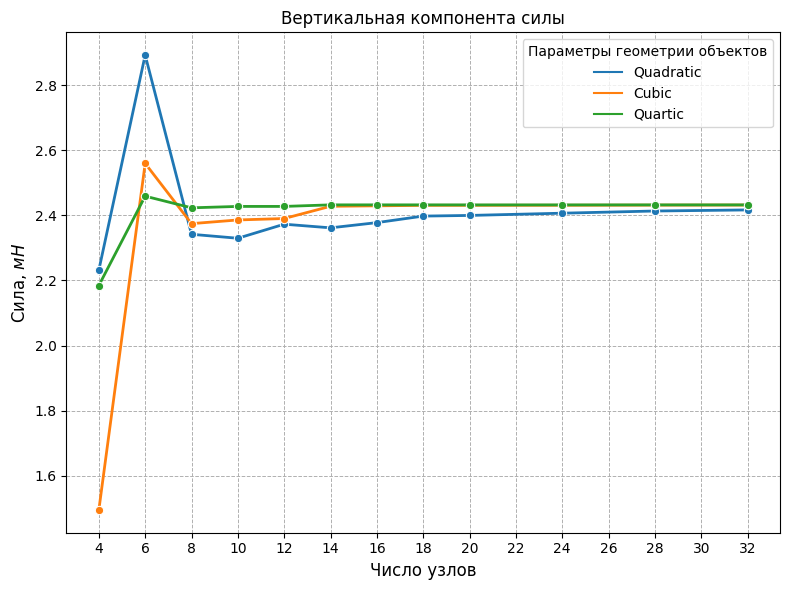 Вертикальная компонента силы
Параметры геометрии объектов
Quadratic
Cubic
Quartic
Сила, мН
2.8
2.6
2.4
2.2
2.0
1.8
1.6
4 6 8 10 12 14 16 18 20 22 24 26 28 30 32
Число узлов